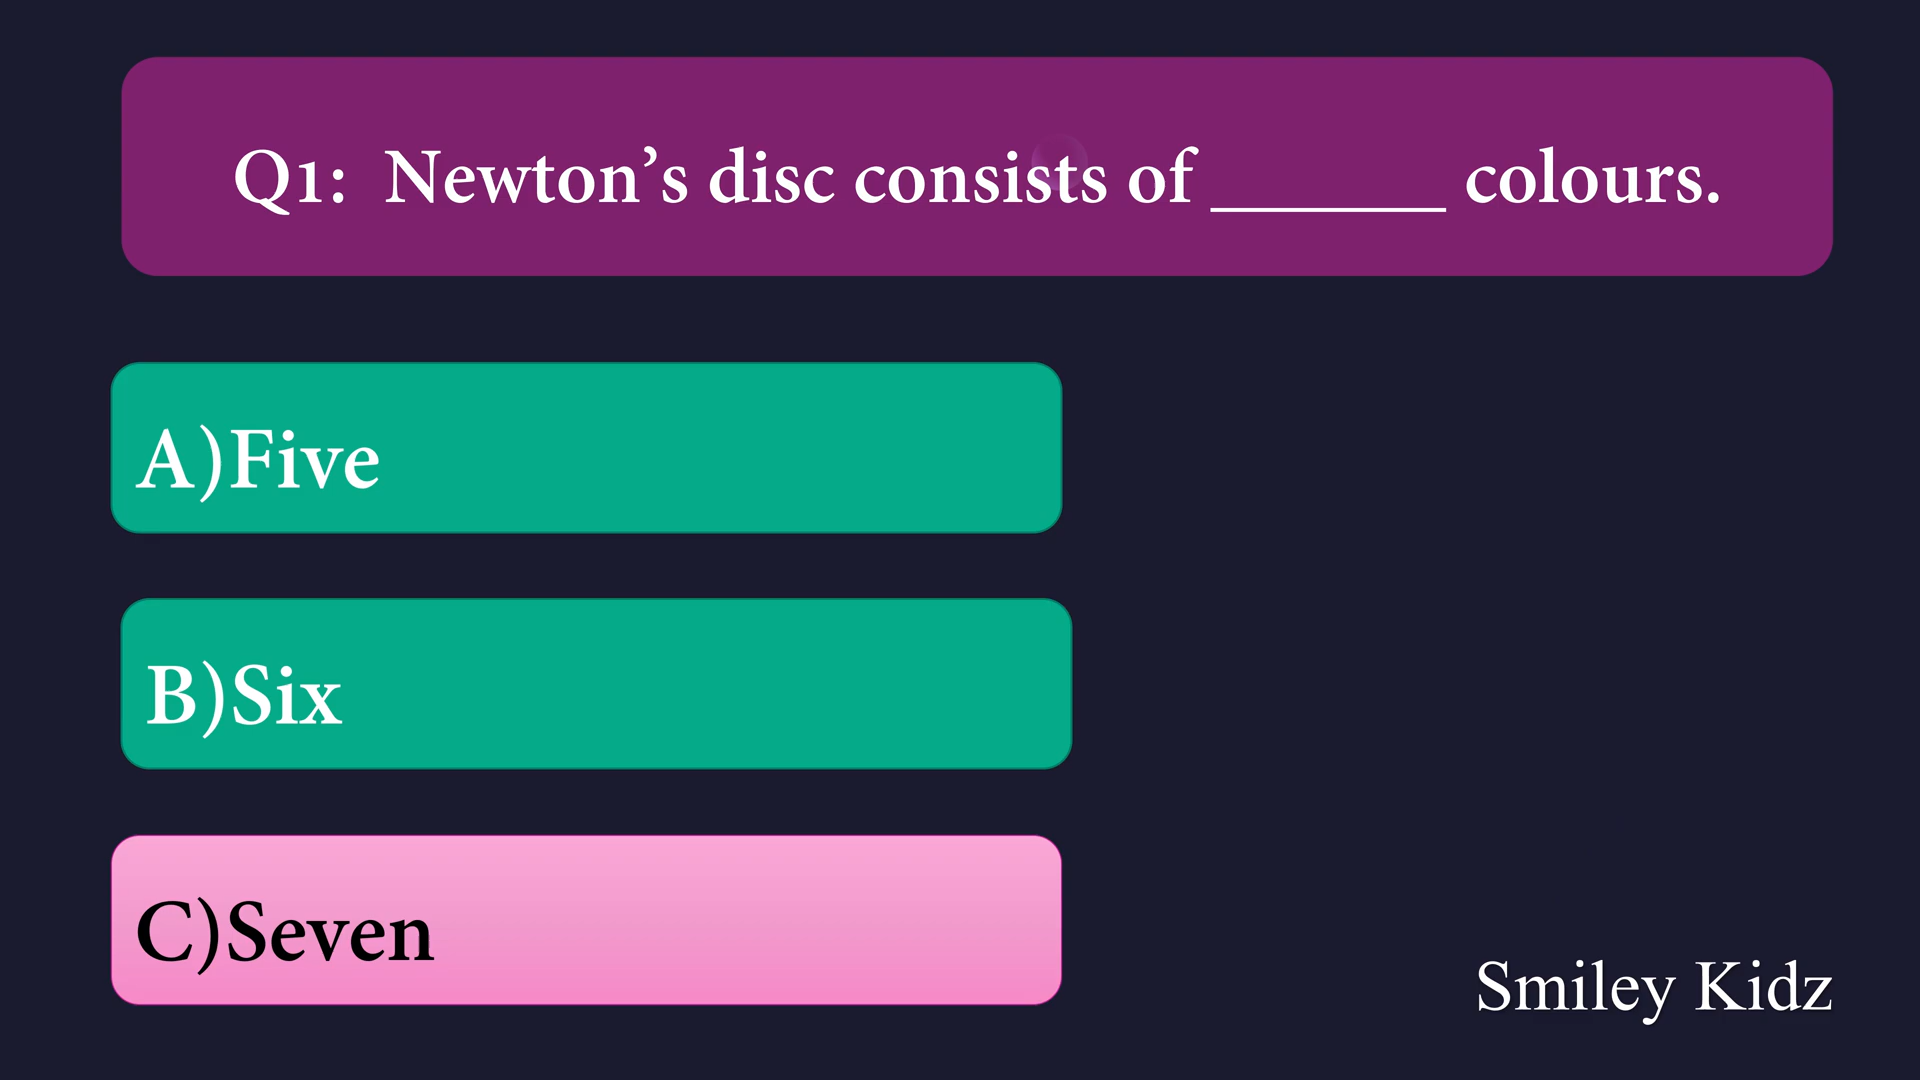 Q1:  Newton’s disc consists of _______ colours.
A)Five
B)Six
C)Seven
Smiley Kidz